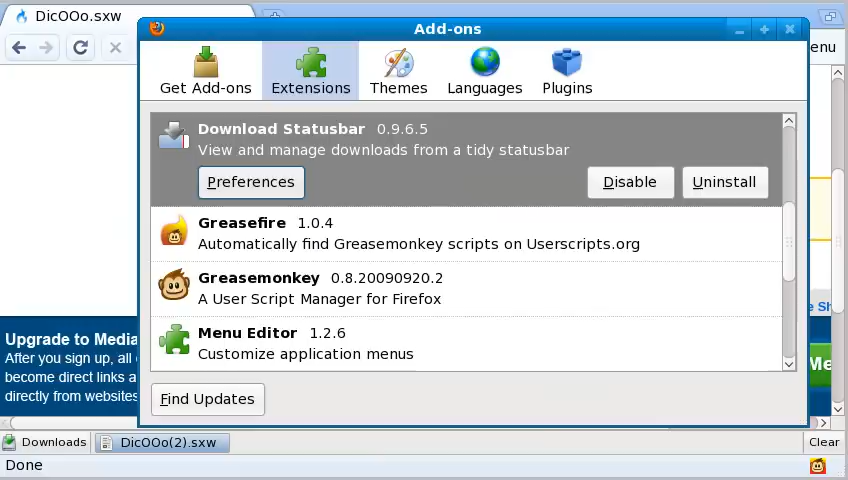 DicOOo.sxw
Add-ons
enu
Get Add-ons
Extensions
Themes
Languages
Plugins
Download Statusbar 0.9.6.5
View and manage downloads from a tidy statusbar
Preferences
Disable
Uninstall
Greasefire 1.0.4
Automatically find Greasemonkey scripts on Userscripts.org
Greasemonkey 0.8.20090920.2
A User Script Manager for Firefox
Menu Editor 1.2.6
Customize application menus
Find Updates
e Sh
Upgrade to Media
After you sign up, all
become direct links a
directly from websites
Me
Downloads
DicOOo(2).sxw
Clear
Done